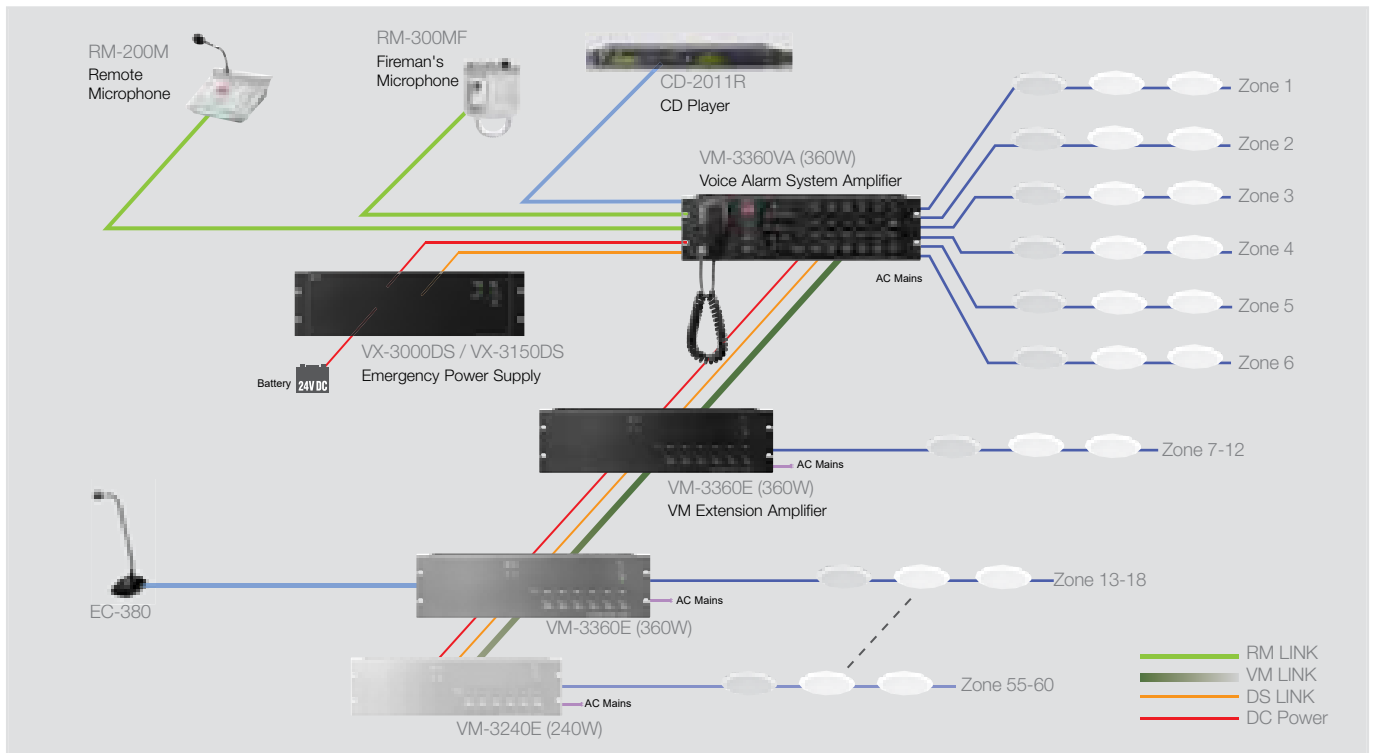 RM-200M
Remote
Microphone
RM-300MF
Fireman's
Microphone
CD-2011R
CD Player
VM-3360VA (360W)
Voice Alarm System Amplifier
AC Mains
Zone 1
Zone 2
Zone 3
Zone 4
Zone 5
Zone 6
VX-3000DS / VX-3150DS
Emergency Power Supply
Battery
24V DC
Zone 7-12
AC Mains
VM-3360E (360W)
VM Extension Amplifier
EC-380
Zone 13-18
AC Mains
VM-3360E (360W)
Zone 55-60
AC Mains
VM-3240E (240W)
RM LINK
VM LINK
DS LINK
DC Power